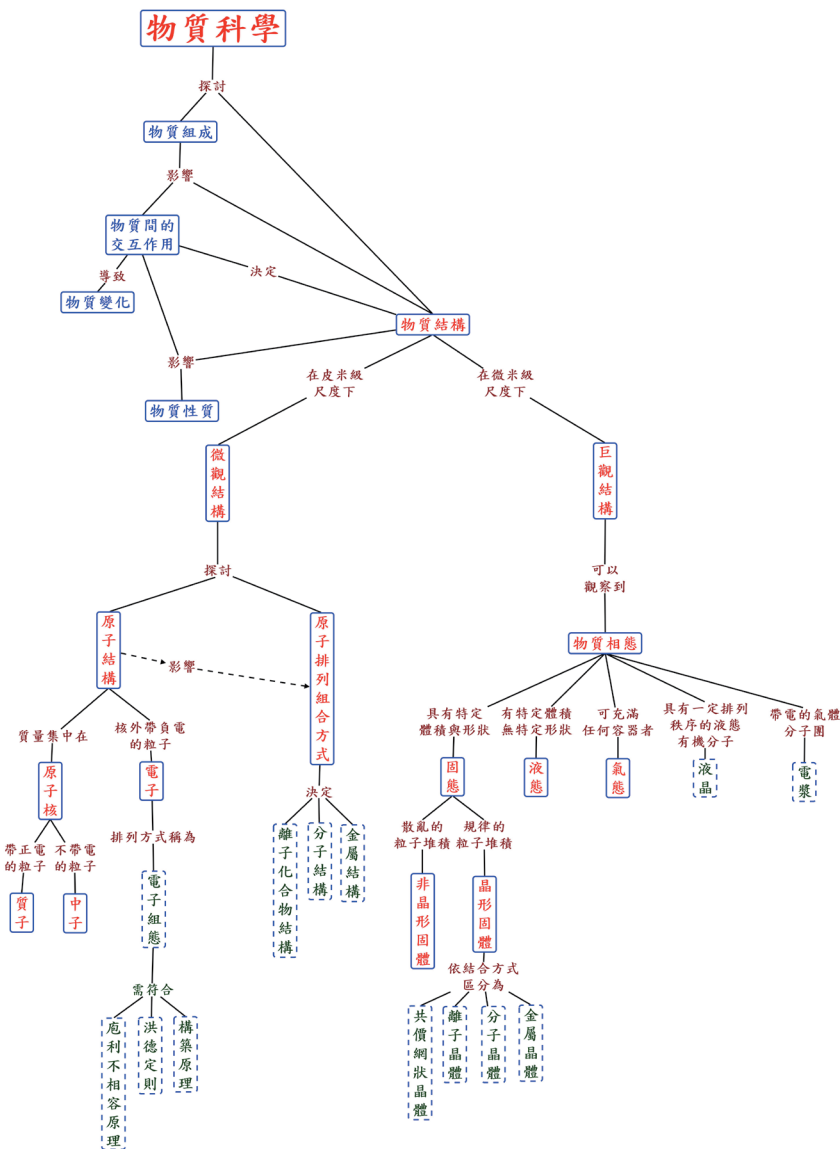 物質科學
探討
物質組成
影響
物質間的
交互作用
導致
決定
物質變化
物質結構
影響
物質性質
在皮米級
尺度下
在微米級
尺度下
微觀結構
巨觀結構
探討
可以
觀察到
原子結構
影響
原子排列組合方式
物質相態
質量集中在
核外帶負電
的粒子
具有特定
體積與形狀
有特定體積
無特定形狀
可充滿
任何容器者
具有一定排列
秩序的液態
有機分子
帶電的氣體
分子團
原子核
電子
決定
固態
液態
氣態
液晶
電漿
帶正電
的粒子
不帶電
的粒子
排列方式稱為
離子化合物結構
分子結構
金屬結構
散亂的
粒子堆積
規律的
粒子堆積
質子
中子
電子組態
非晶形固體
晶形固體
需符合
依結合方式
區分為
庖利不相容原理
洪德定則
構築原理
共價網狀晶體
離子晶體
分子晶體
金屬晶體